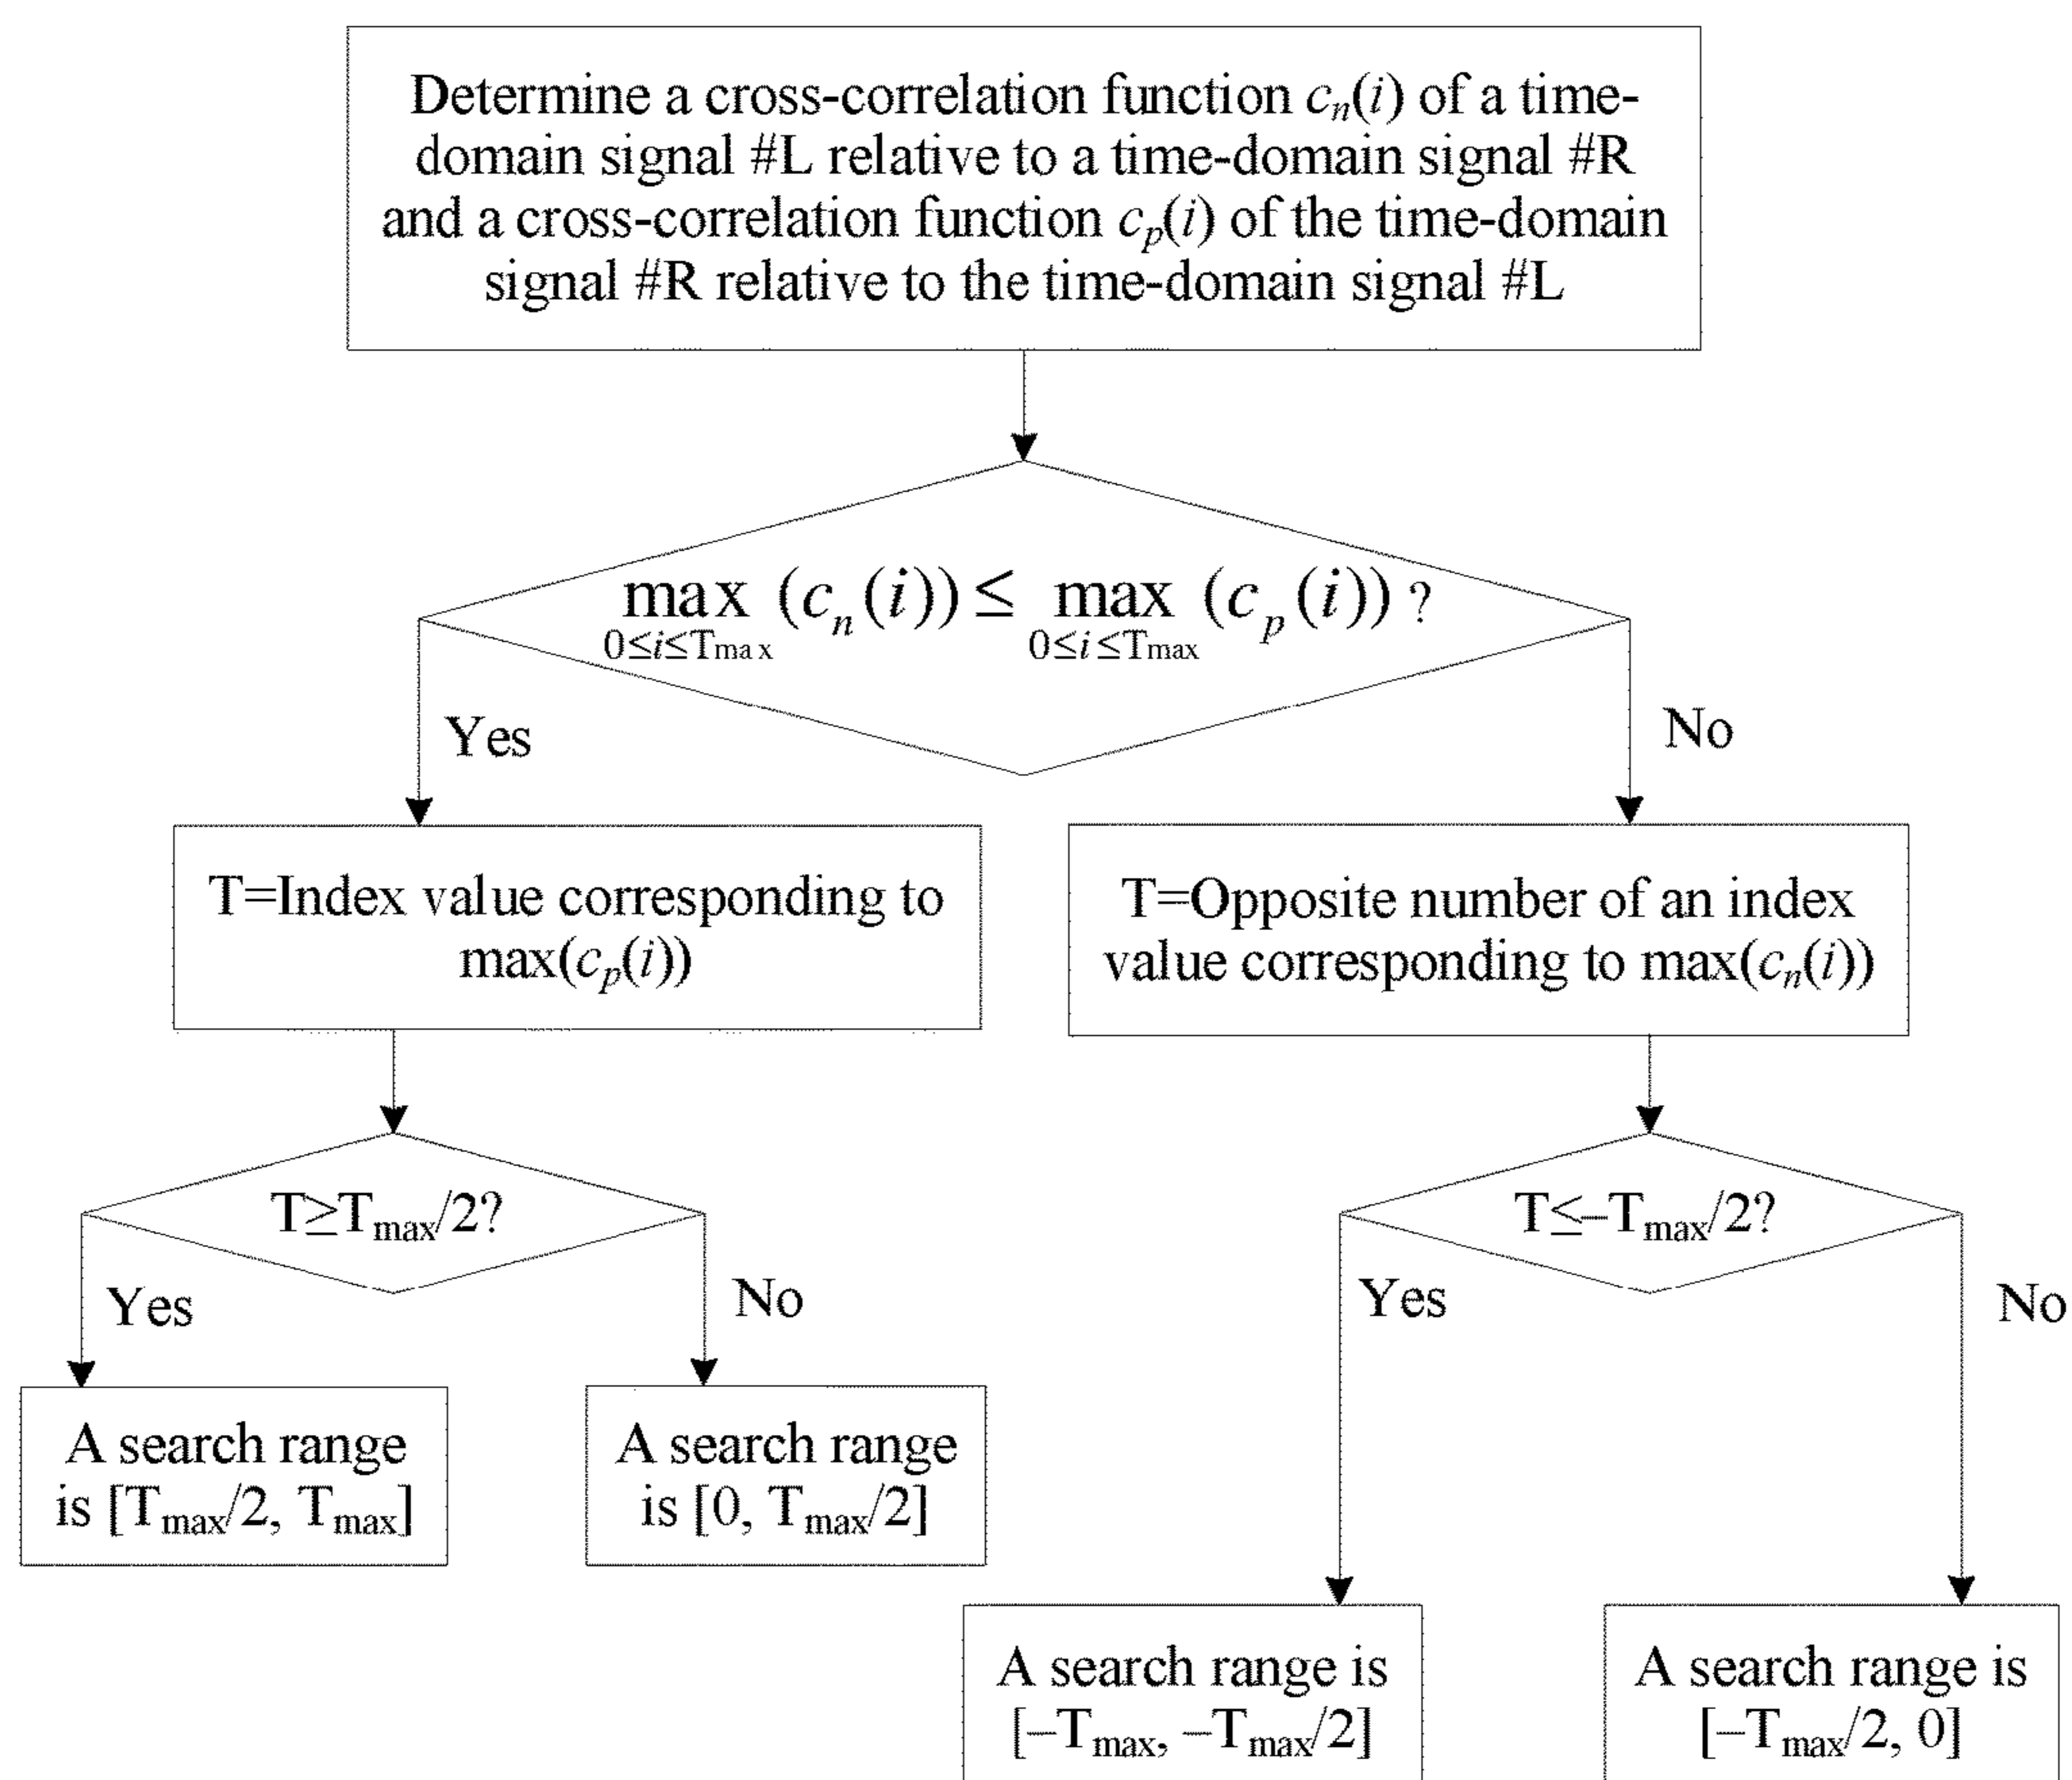 Determine a cross-correlation function cₙ(i) of a time-
domain signal #L relative to a time-domain signal #R
and a cross-correlation function cₚ(i) of the time-domain
signal #R relative to the time-domain signal #L
max (cₙ(i)) ≤ max (cₚ(i)) ?
0≤i≤Tmax 0≤i≤Tmax
Yes
No
T=Index value corresponding to
max(cₚ(i))
T=Opposite number of an index
value corresponding to max(cₙ(i))
T≥Tmax/2?
T≤–Tmax/2?
Yes
No
Yes
No
A search range
is [Tmax/2, Tmax]
A search range
is [0, Tmax/2]
A search range is
[–Tmax, –Tmax/2]
A search range is
[–Tmax/2, 0]